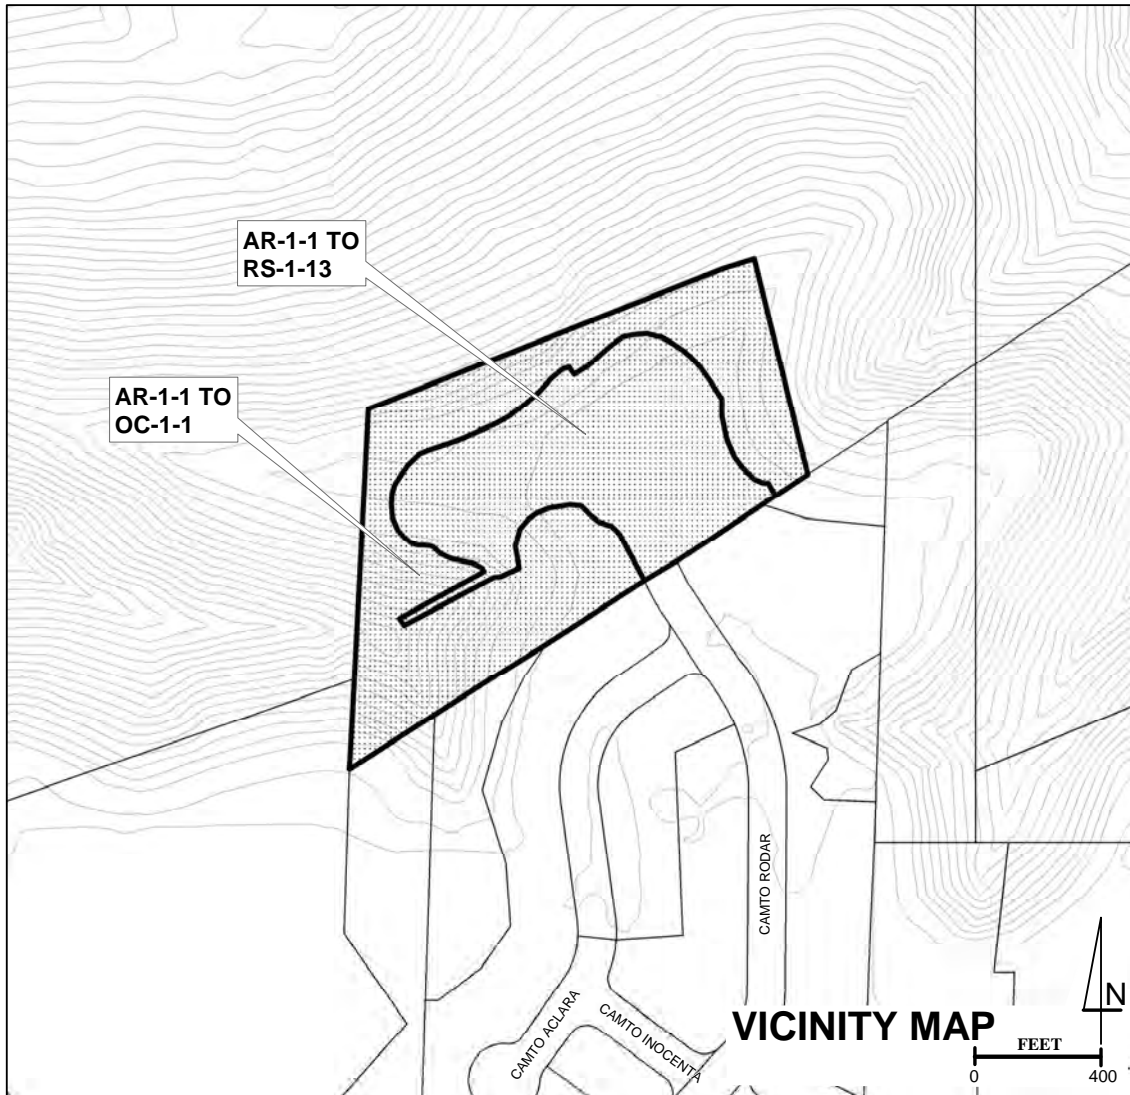 AR-1-1 TO
RS-1-13
AR-1-1 TO
OC-1-1
CAMTO RODAR
CAMTO ACLARA
CAMTO INOCENTA
VICINITY MAP
N
FEET
0 400